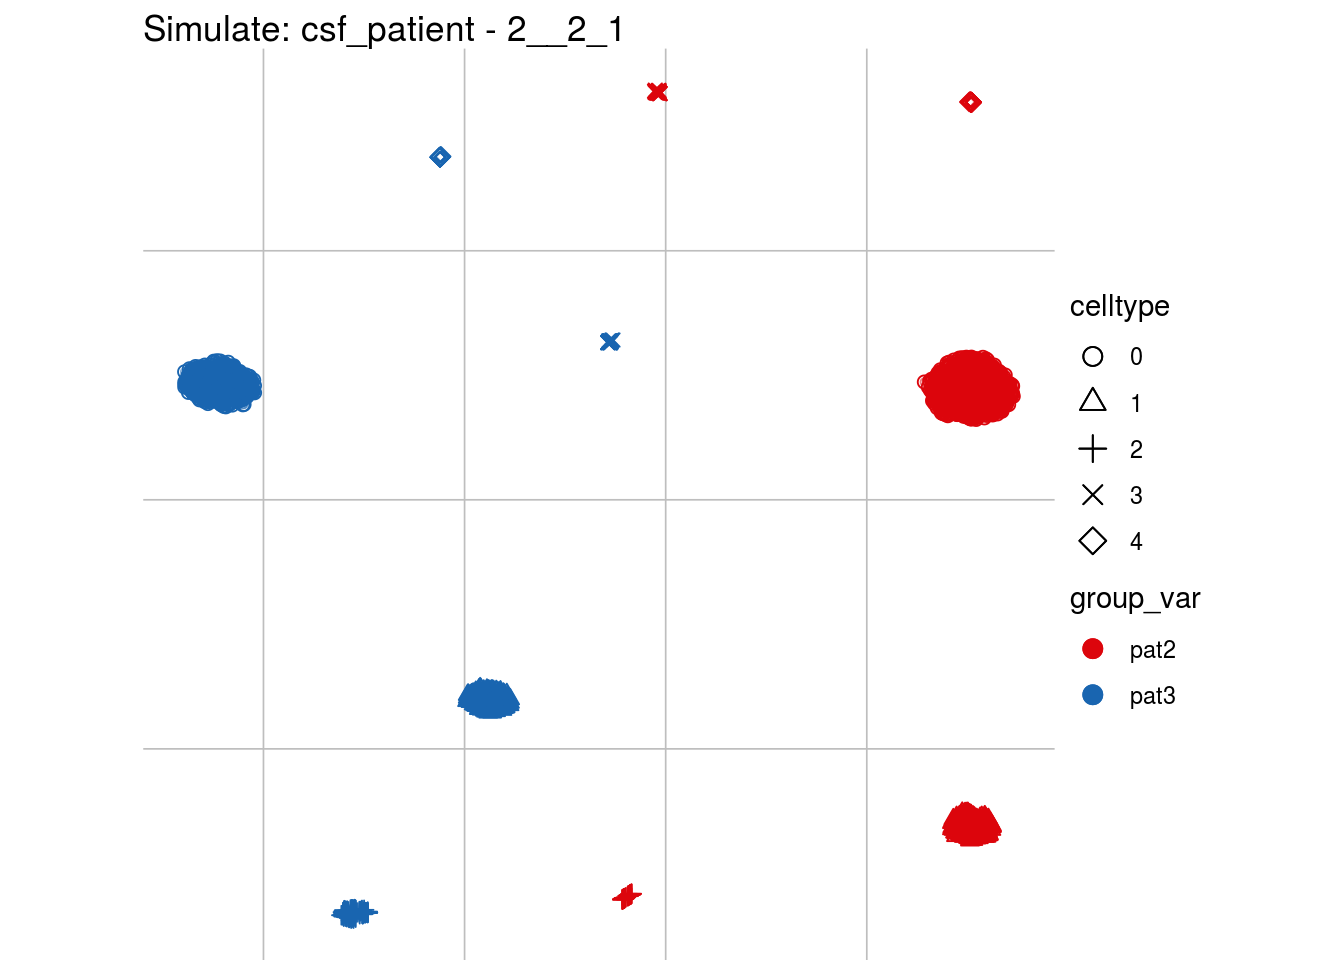 Simulate: csf_patient - 2__2_1
celltype
0
1
2
3
4
group_var
pat2
pat3